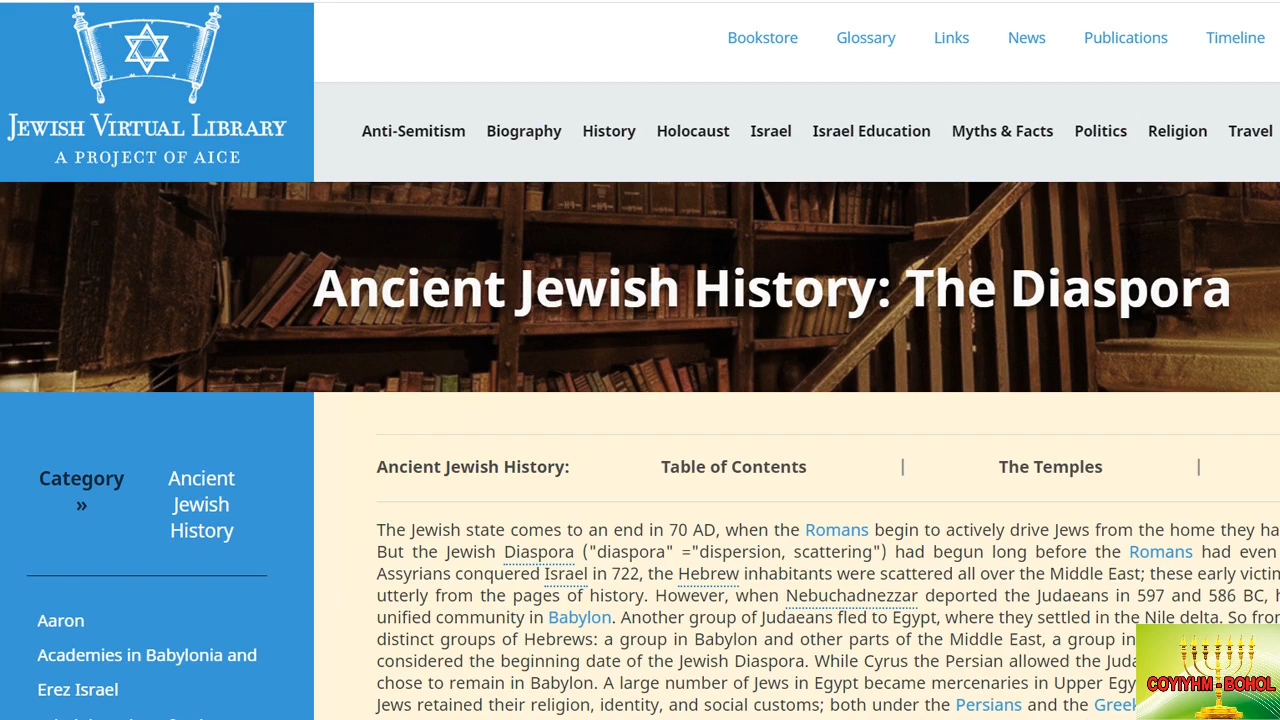 Bookstore Glossary Links News Publications Timeline
JEWISH VIRTUAL LIBRARY
A PROJECT OF AICE
Anti-Semitism Biography History Holocaust Israel Israel Education Myths & Facts Politics Religion Travel
Ancient Jewish History: The Diaspora
Category
»
Ancient
Jewish
History
Aaron
Academies in Babylonia and
Erez Israel
Ancient Jewish History: Table of Contents | The Temples |
The Jewish state comes to an end in 70 AD, when the Romans begin to actively drive Jews from the home they
But the Jewish Diaspora ("diaspora" ="dispersion, scattering") had begun long before the Romans had even
Assyrians conquered Israel in 722, the Hebrew inhabitants were scattered all over the Middle East; these early
utterly from the pages of history. However, when Nebuchadnezzar deported the Judaeans in 597 and 586 BC,
unified community in Babylon. Another group of Judaeans fled to Egypt, where they settled in the Nile delta. So
distinct groups of Hebrews: a group in Babylon and other parts of the Middle East, a group in
considered the beginning date of the Jewish Diaspora. While Cyrus the Persian allowed the
chose to remain in Babylon. A large number of Jews in Egypt became mercenaries in Upper
Jews retained their religion, identity, and social customs; both under the Persians and the
COYIYHM - BOHOL